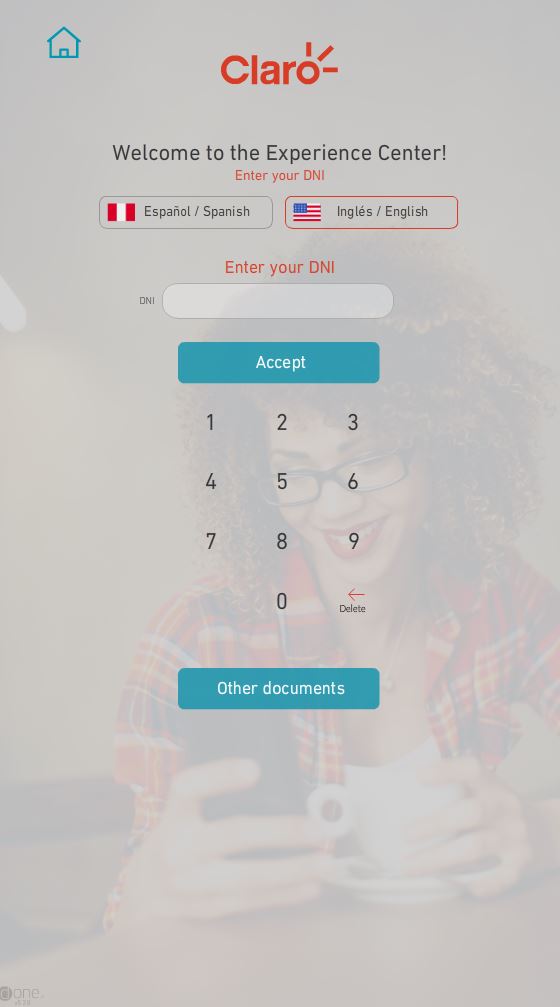 Claro
Welcome to the Experience Center!
Enter your DNI
Español / Spanish
Inglés / English
Enter your DNI
DNI
Accept
1 2 3
4 5 6
7 8 9
0
Delete
Other documents
done.